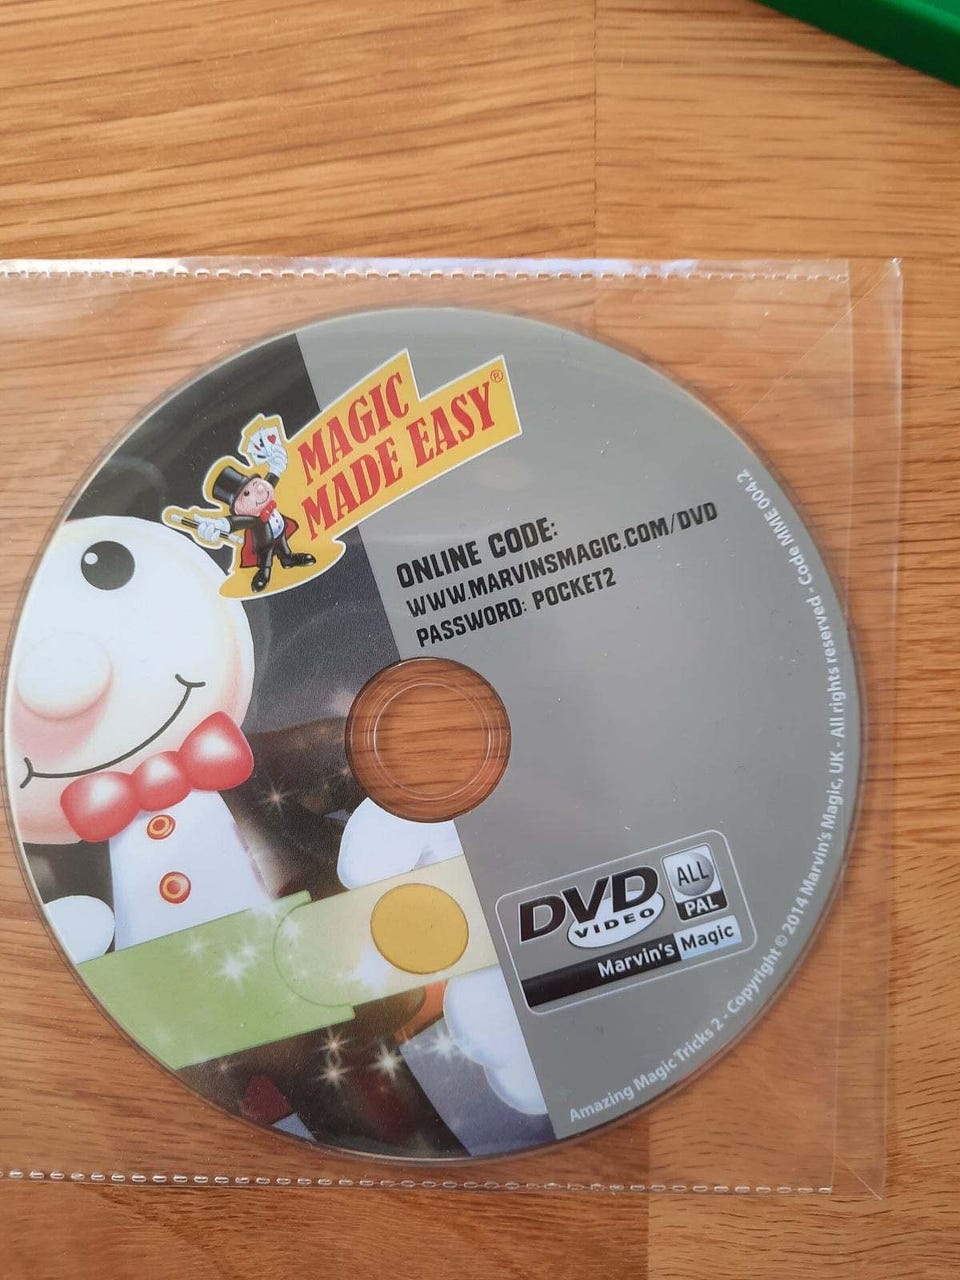 MAGIC
MADE EASY®
ONLINE CODE:
WWW.MARVINSMAGIC.COM/DVD
PASSWORD: POCKET2
DVD
VIDEO
ALL
PAL
Marvin's Magic
Amazing Magic Tricks 2 - Copyright © 2014 Marvin's Magic, UK - All rights reserved - Code MME 004.2